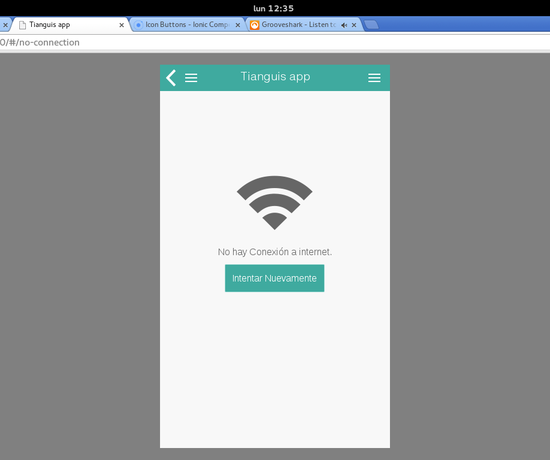 lun 12:35
Tianguis app
Icon Buttons - Ionic Comp
Grooveshark - Listen to
0/#/no-connection
Tianguis app
No hay Conexión a internet.
Intentar Nuevamente